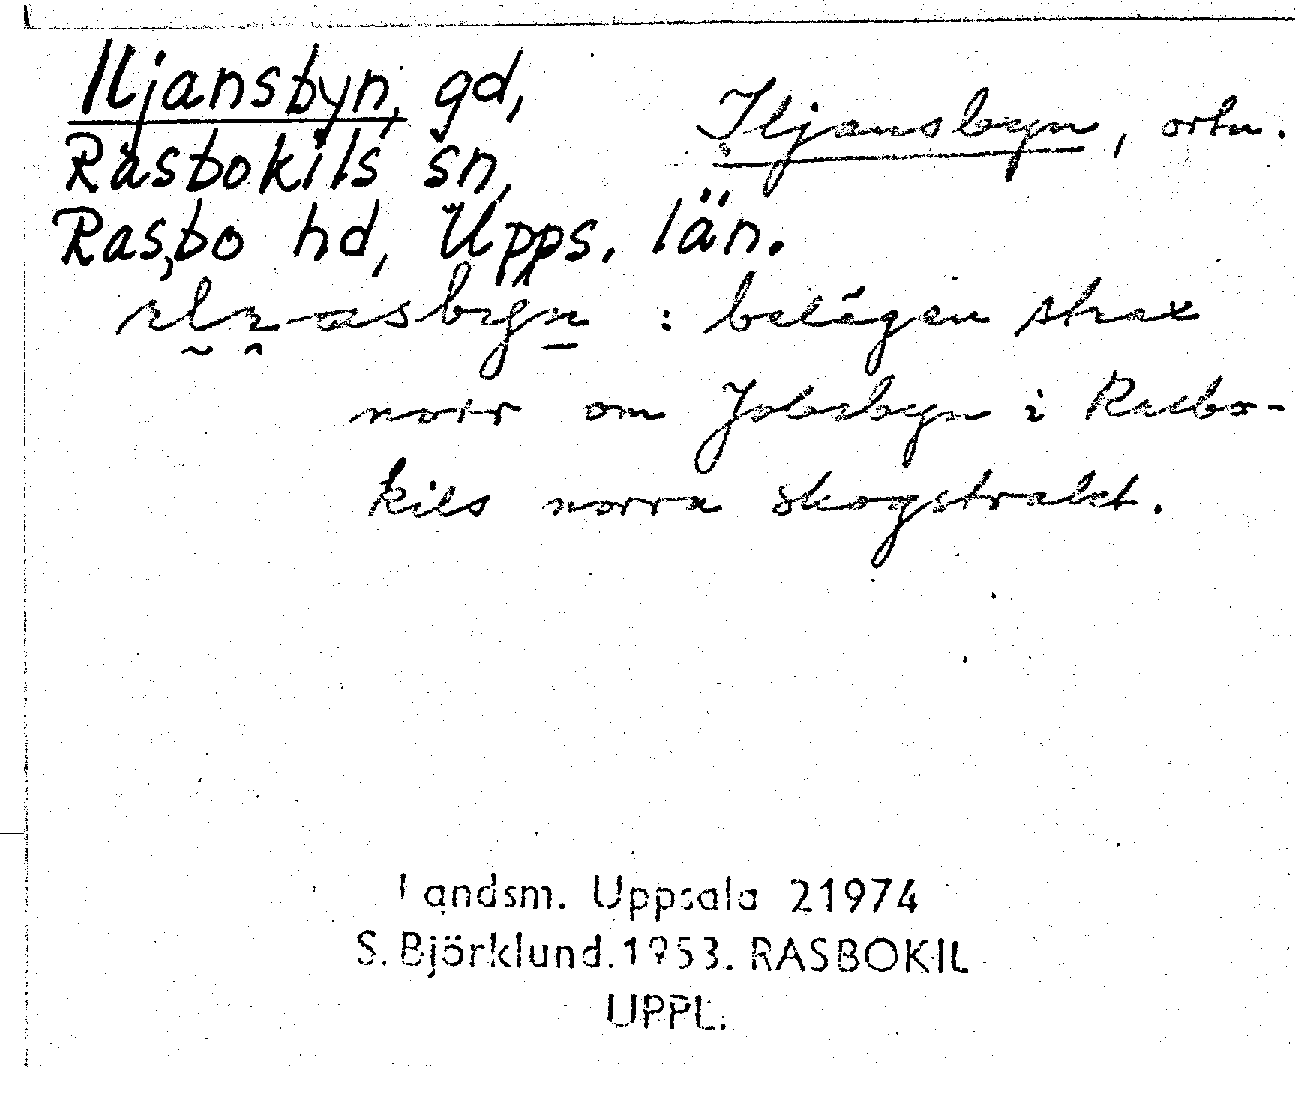 Iljansbyn, gd,
Rasbokils sn,
Rasbo hd, Upps. län.
Iljansbyn, ortn.
: belägen strax
norr om Jobsbyn i Rasbo-
kils norra skogstrakt.
Landsm. Uppsala 21974
S. Björklund. 1953. RASBOKIL
UPPL.